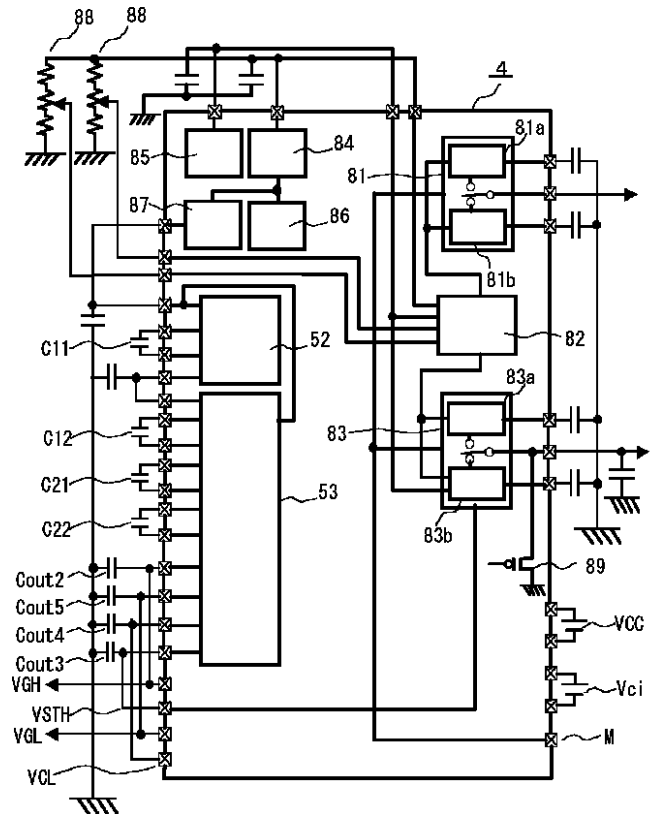 88
88
4
81a
85
84
81
87
86
81b
82
C11
52
83a
C12
83
C21
53
C22
83b
Cout2
89
Cout5
Cout4
VCC
Cout3
VGH
Vci
VSTH
VGL
M
VCL